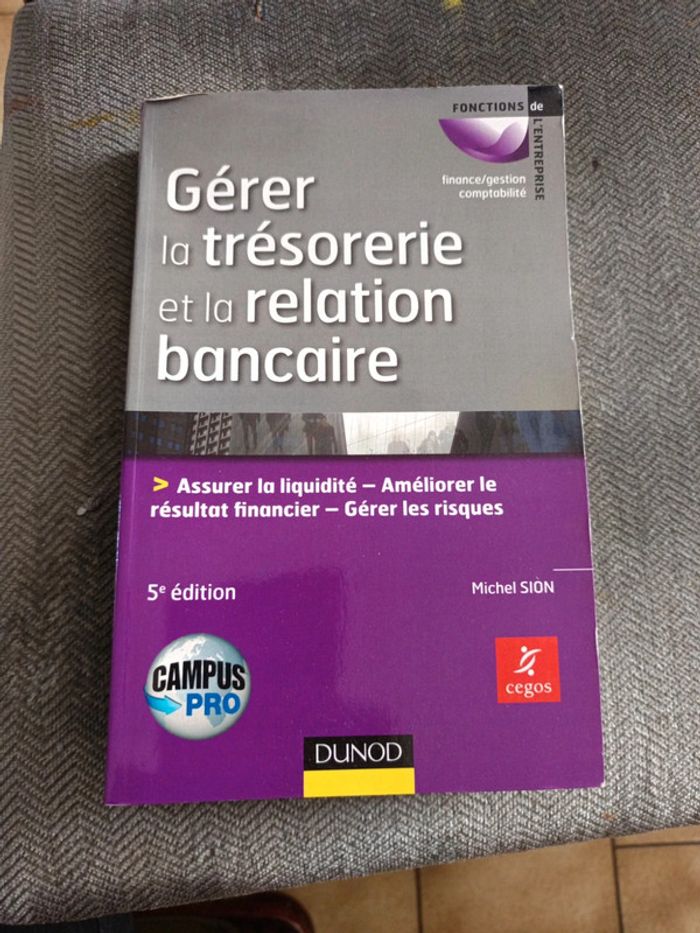 FONCTIONS de
L'ENTREPRISE
finance/gestion
comptabilité
Gérer
la trésorerie
et la relation
bancaire
> Assurer la liquidité – Améliorer le
résultat financier – Gérer les risques
5e édition
Michel SIÒN
CAMPUS
PRO
cegos
DUNOD